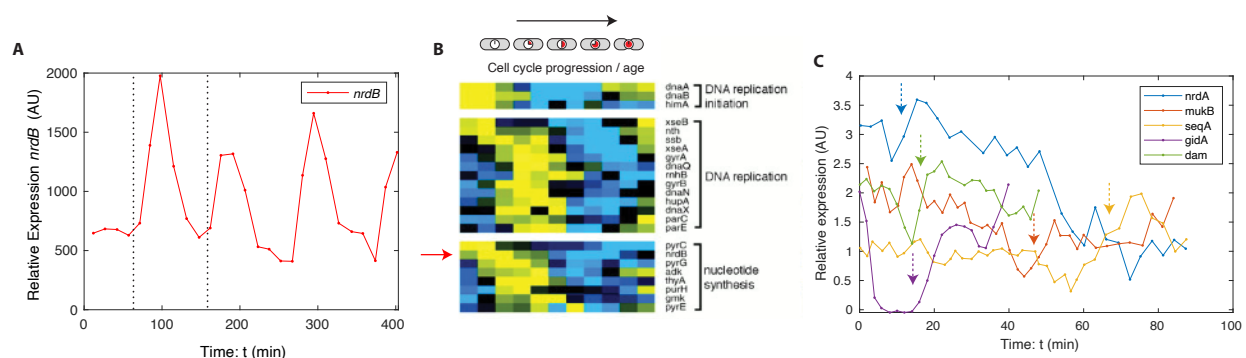 A
Relative Expression nrdB (AU)
2000
1500
1000
500
0
nrdB
0
100
200
300
400
Time: t (min)
B
Cell cycle progression / age
dnaA
dnaB
himA
DNA replication
initiation
xseB
nth
ssb
xseA
gyrA
dnaQ
rnhB
gyrB
dnaN
hupA
dnaX
parC
parE
DNA replication
pyrC
nrdB
pyrG
adk
thyA
purH
gmk
pyrE
nucleotide
synthesis
C
Relative expression (AU)
4
3.5
3
2.5
2
1.5
1
0.5
0
nrdA
mukB
seqA
gidA
dam
0
20
40
60
80
100
Time: t (min)